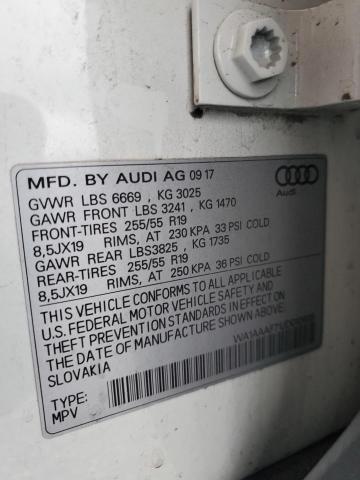 MFD. BY AUDI AG 09 17
GVWR LBS 6669 , KG 3025
GAWR FRONT LBS 3241 , KG 1470
FRONT-TIRES 255/55 R19
8,5JX19 RIMS, AT 230 KPA 33 PSI COLD
GAWR REAR LBS3825 , KG 1735
REAR-TIRES 255/55 R19
8,5JX19 RIMS, AT 250 KPA 36 PSI COLD
Audi
THIS VEHICLE CONFORMS TO ALL APPLICABLE
U.S. FEDERAL MOTOR VEHICLE SAFETY AND
THEFT PREVENTION STANDARDS IN EFFECT ON
THE DATE OF MANUFACTURE SHOWN ABOVE
SLOVAKIA
TYPE:
MPV